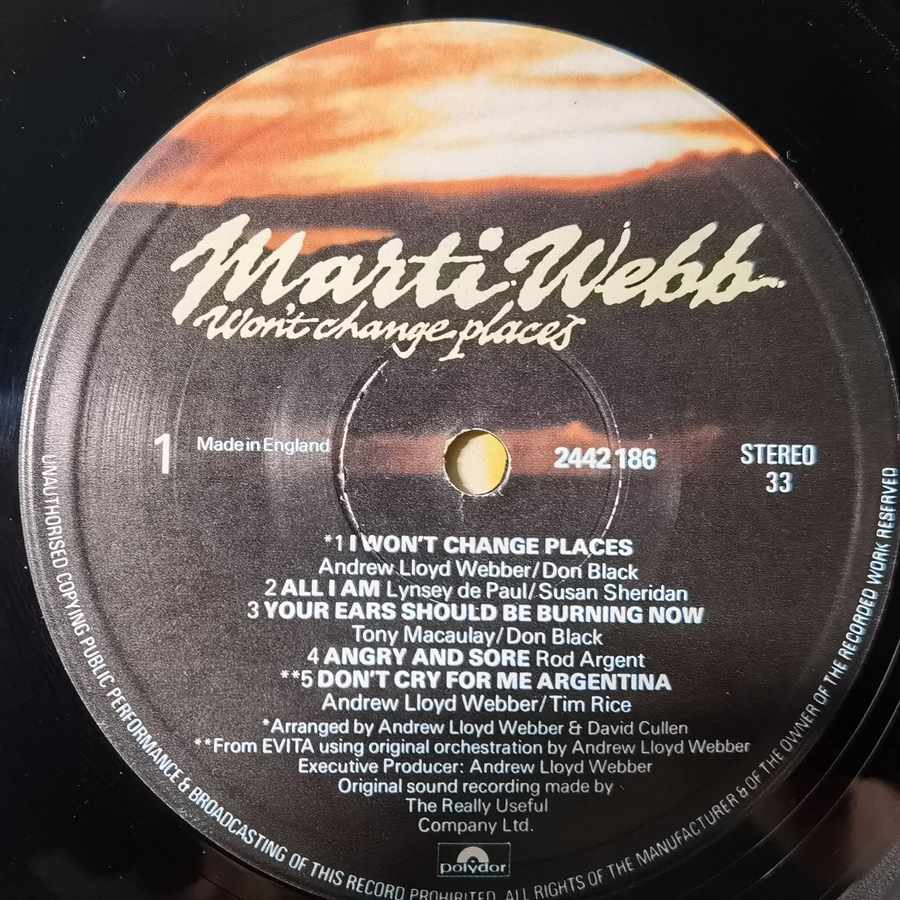 Marti Webb
Won't change places
1
Made in England
2442 186
STEREO
33
*1 I WON'T CHANGE PLACES
Andrew Lloyd Webber/Don Black
2 ALL I AM Lynsey de Paul/Susan Sheridan
3 YOUR EARS SHOULD BE BURNING NOW
Tony Macaulay/Don Black
4 ANGRY AND SORE Rod Argent
**5 DON'T CRY FOR ME ARGENTINA
Andrew Lloyd Webber/Tim Rice
*Arranged by Andrew Lloyd Webber & David Cullen
**From EVITA using original orchestration by Andrew Lloyd Webber
Executive Producer: Andrew Lloyd Webber
Original sound recording made by
The Really Useful
Company Ltd.
polydor
UNAUTHORISED COPYING PUBLIC PERFORMANCE & BROADCASTING OF THIS RECORD PROHIBITED. ALL RIGHTS OF THE MANUFACTURER & OF THE OWNER OF THE RECORDED WORK RESERVED